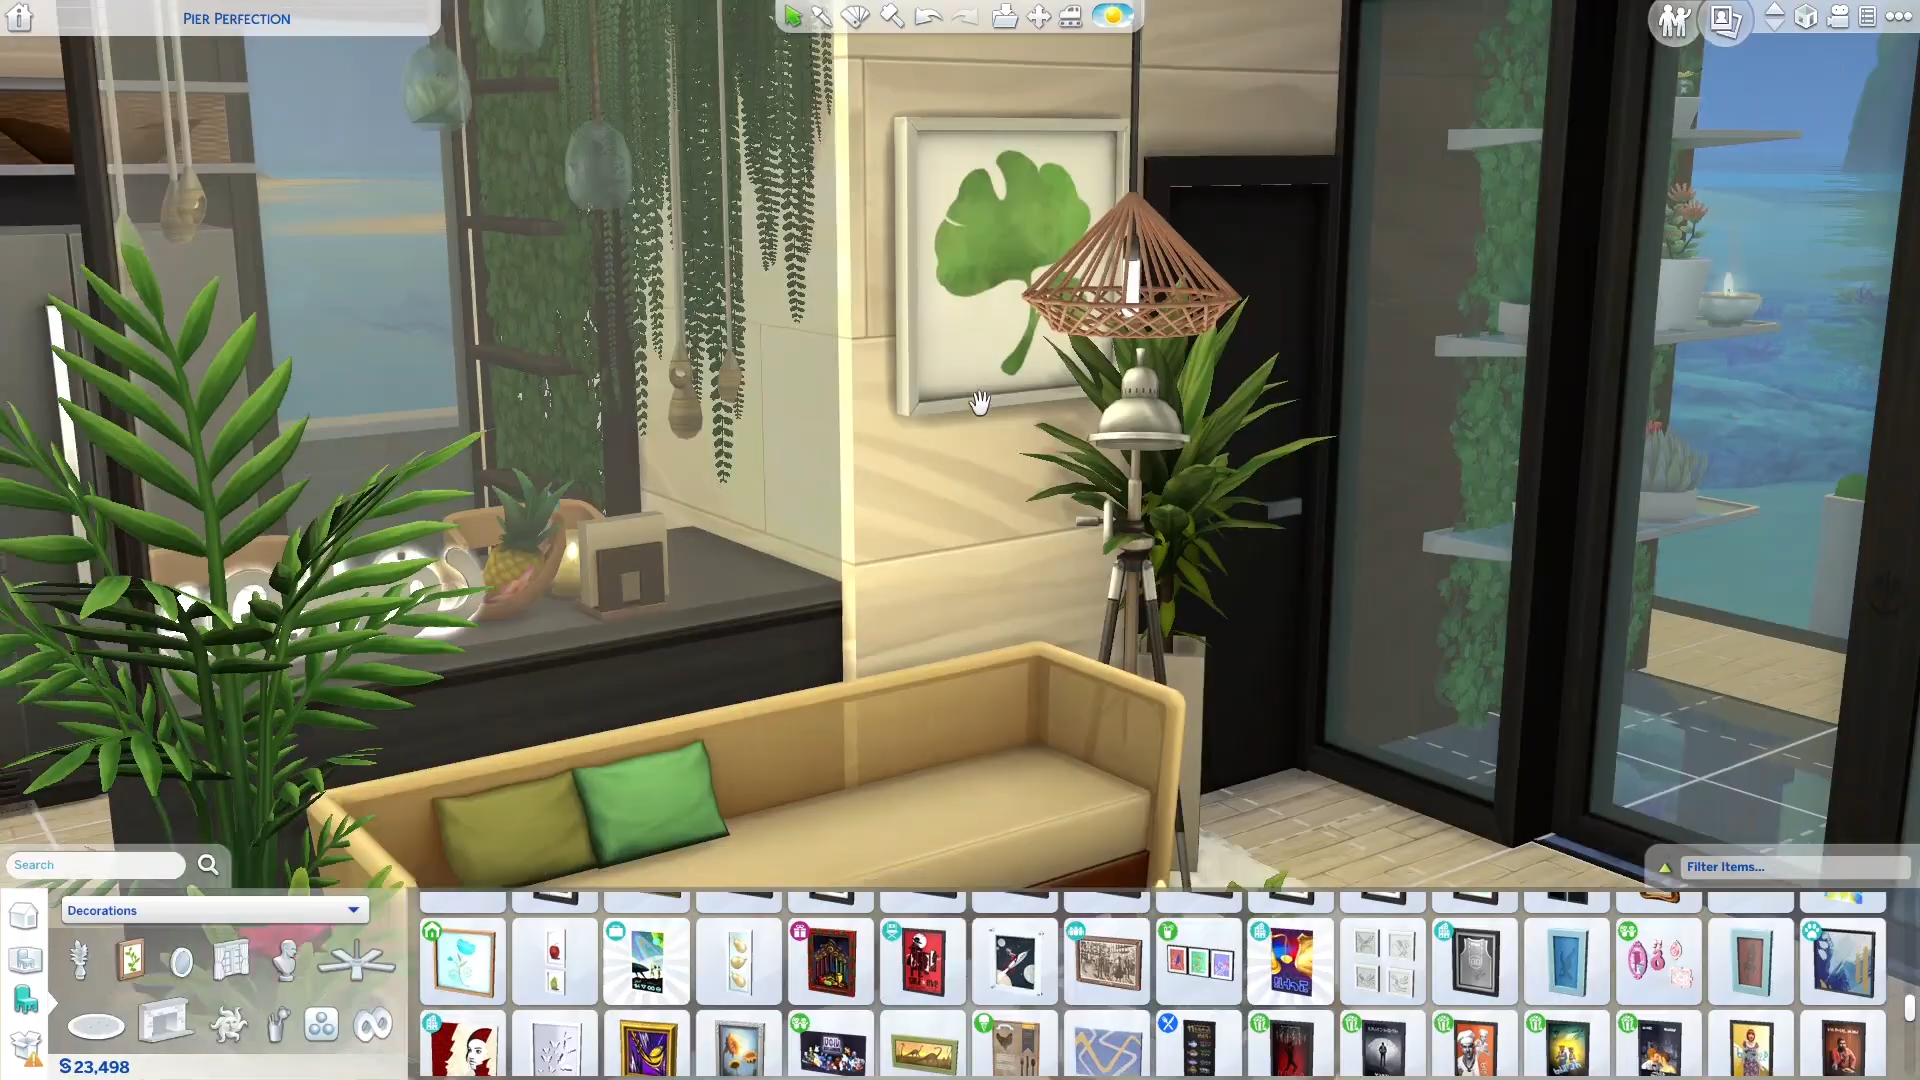 Pier Perfection
Search
Filter Items...
Decorations
§23,498